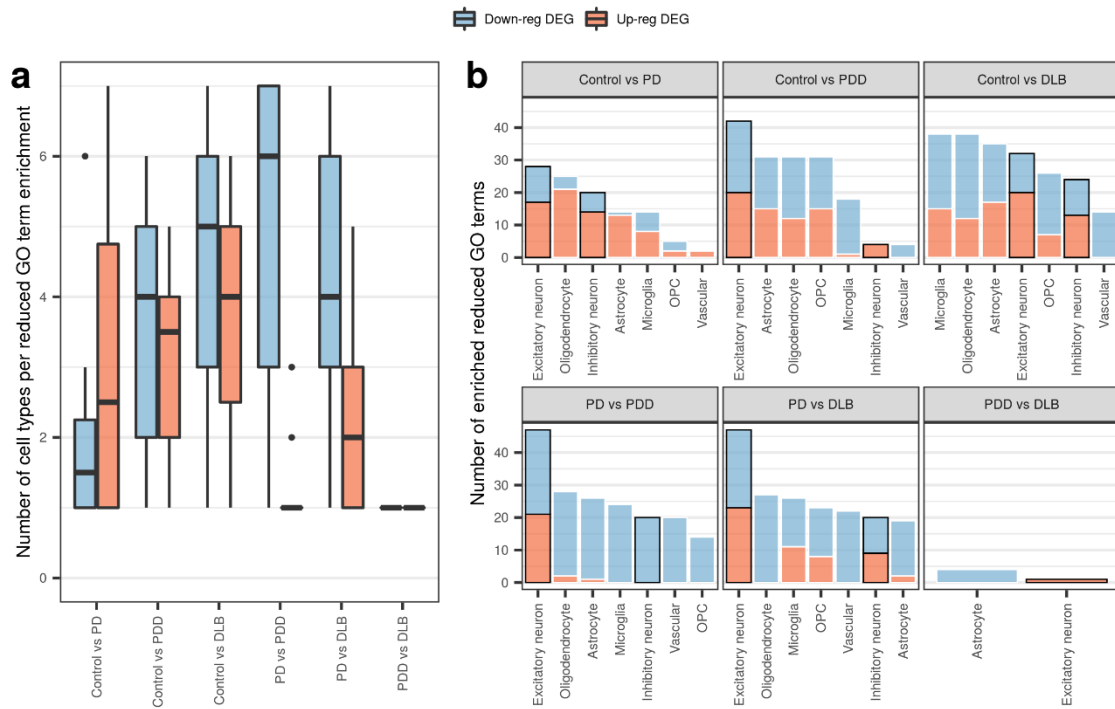 Down-reg DEG Up-reg DEG
a
Number of cell types per reduced GO term enrichment
6
4
2
0
Control vs PD
Control vs PDD
Control vs DLB
PD vs PDD
PD vs DLB
PDD vs DLB
b
Number of enriched reduced GO terms
Control vs PD
Control vs PDD
Control vs DLB
40
30
20
10
0
Excitatory neuron
Oligodendrocyte
Inhibitory neuron
Astrocyte
Microglia
OPC
Vascular
Excitatory neuron
Astrocyte
Oligodendrocyte
OPC
Microglia
Inhibitory neuron
Vascular
Microglia
Oligodendrocyte
Astrocyte
Excitatory neuron
OPC
Inhibitory neuron
Vascular
PD vs PDD
PD vs DLB
PDD vs DLB
40
30
20
10
0
Excitatory neuron
Oligodendrocyte
Astrocyte
Microglia
Inhibitory neuron
Vascular
OPC
Excitatory neuron
Oligodendrocyte
Microglia
OPC
Vascular
Inhibitory neuron
Astrocyte
Astrocyte
Excitatory neuron